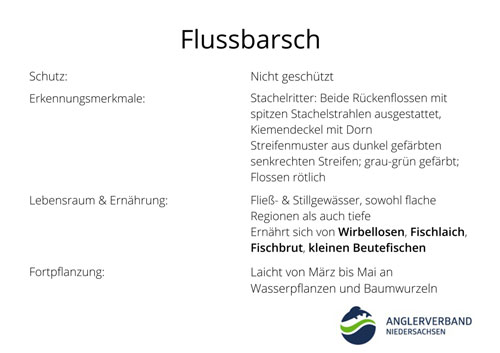 Flussbarsch
Schutz:
Nicht geschützt
Erkennungsmerkmale:
Stachelritter: Beide Rückenflossen mit
spitzen Stachelstrahlen ausgestattet,
Kiemendeckel mit Dorn
Streifenmuster aus dunkel gefärbten
senkrechten Streifen; grau-grün gefärbt;
Flossen rötlich
Lebensraum & Ernährung:
Fließ- & Stillgewässer, sowohl flache
Regionen als auch tiefe
Ernährt sich von Wirbellosen, Fischlaich,
Fischbrut, kleinen Beutefischen
Fortpflanzung:
Laicht von März bis Mai an
Wasserpflanzen und Baumwurzeln
ANGLERVERBAND
NIEDERSACHSEN